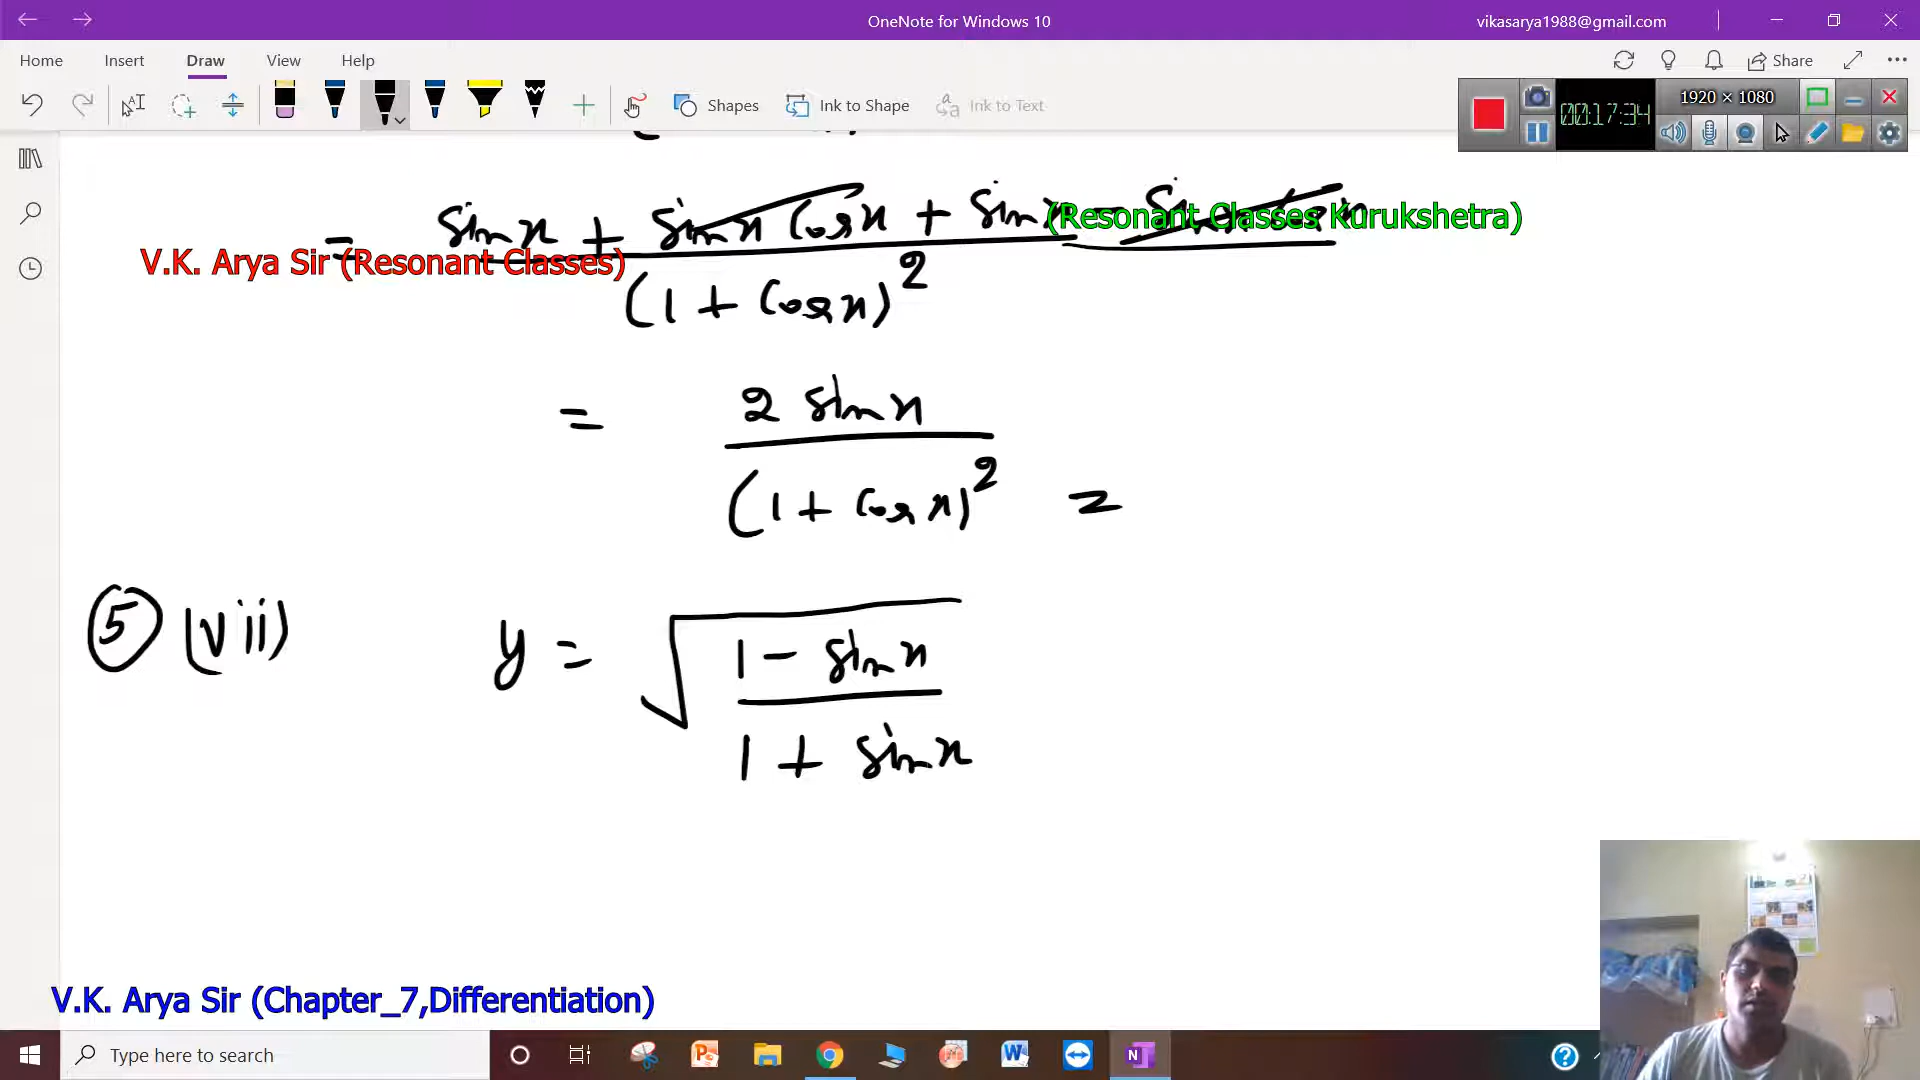 OneNote for Windows 10
vikasarya1988@gmail.com
Home Insert Draw View Help
Share
Shapes Ink to Shape Ink to Text
1920 × 1080
00:17:34
= sin x + sin x cos x + sin x -
(Resonant Classes Kurukshetra)
V.K. Arya Sir (Resonant Classes)
(1 + cos x)^2
= 2 sin x
(1 + cos x)^2 =
5 (vii) y = √ 1 - sin x
1 + sin x
V.K. Arya Sir (Chapter_7,Differentiation)
Type here to search